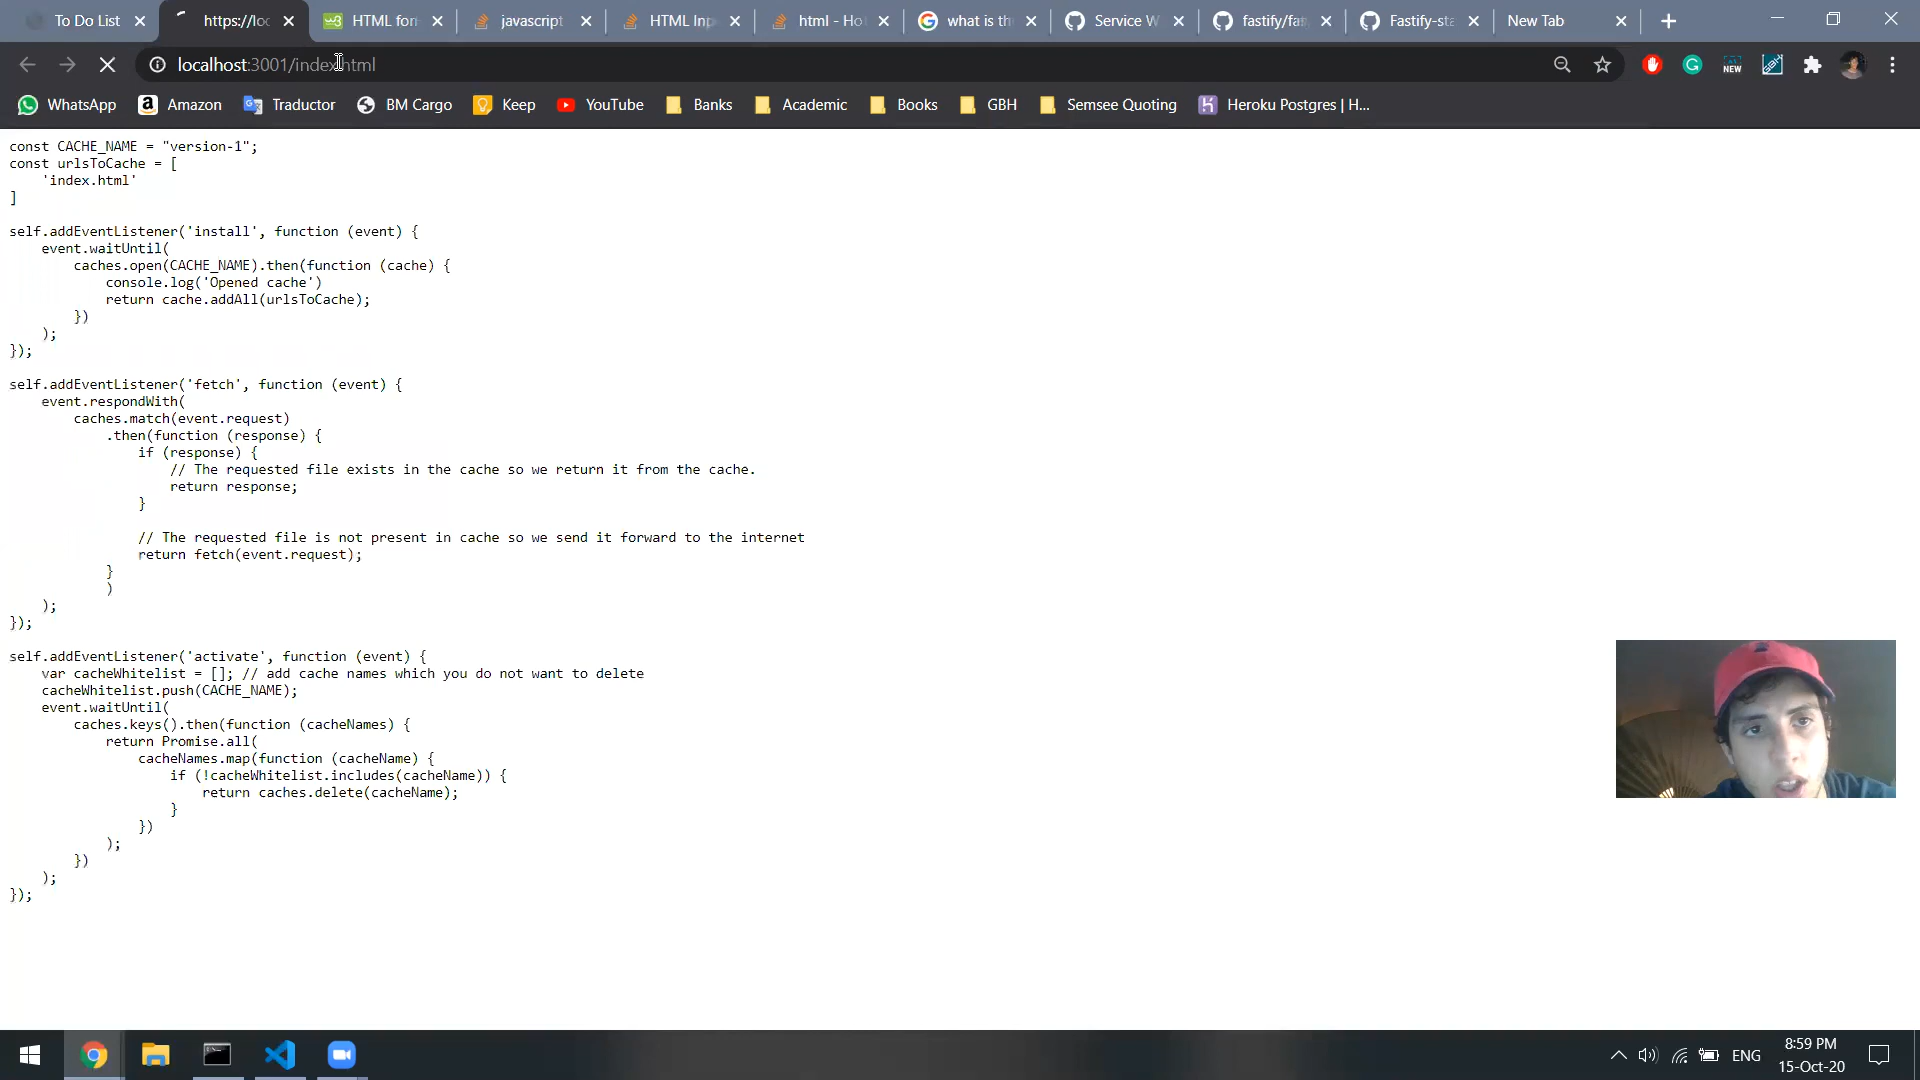 To Do List
https://loc
HTML for
javascript
HTML Inp
html - Ho
what is th
Service W
fastify/fas
Fastify-sta
New Tab
localhost:3001/index.html
NEW
WhatsApp
Amazon
Traductor
BM Cargo
Keep
YouTube
Banks
Academic
Books
GBH
Semsee Quoting
Heroku Postgres | H...
const CACHE_NAME = "version-1";
const urlsToCache = [
'index.html'
]
self.addEventListener('install', function (event) {
event.waitUntil(
caches.open(CACHE_NAME).then(function (cache) {
console.log('Opened cache')
return cache.addAll(urlsToCache);
})
);
});
self.addEventListener('fetch', function (event) {
event.respondWith(
caches.match(event.request)
.then(function (response) {
if (response) {
// The requested file exists in the cache so we return it from the cache.
return response;
}
// The requested file is not present in cache so we send it forward to the internet
return fetch(event.request);
}
)
);
});
self.addEventListener('activate', function (event) {
var cacheWhitelist = []; // add cache names which you do not want to delete
cacheWhitelist.push(CACHE_NAME);
event.waitUntil(
caches.keys().then(function (cacheNames) {
return Promise.all(
cacheNames.map(function (cacheName) {
if (!cacheWhitelist.includes(cacheName)) {
return caches.delete(cacheName);
}
})
);
})
);
});
ENG
8:59 PM
15-Oct-20